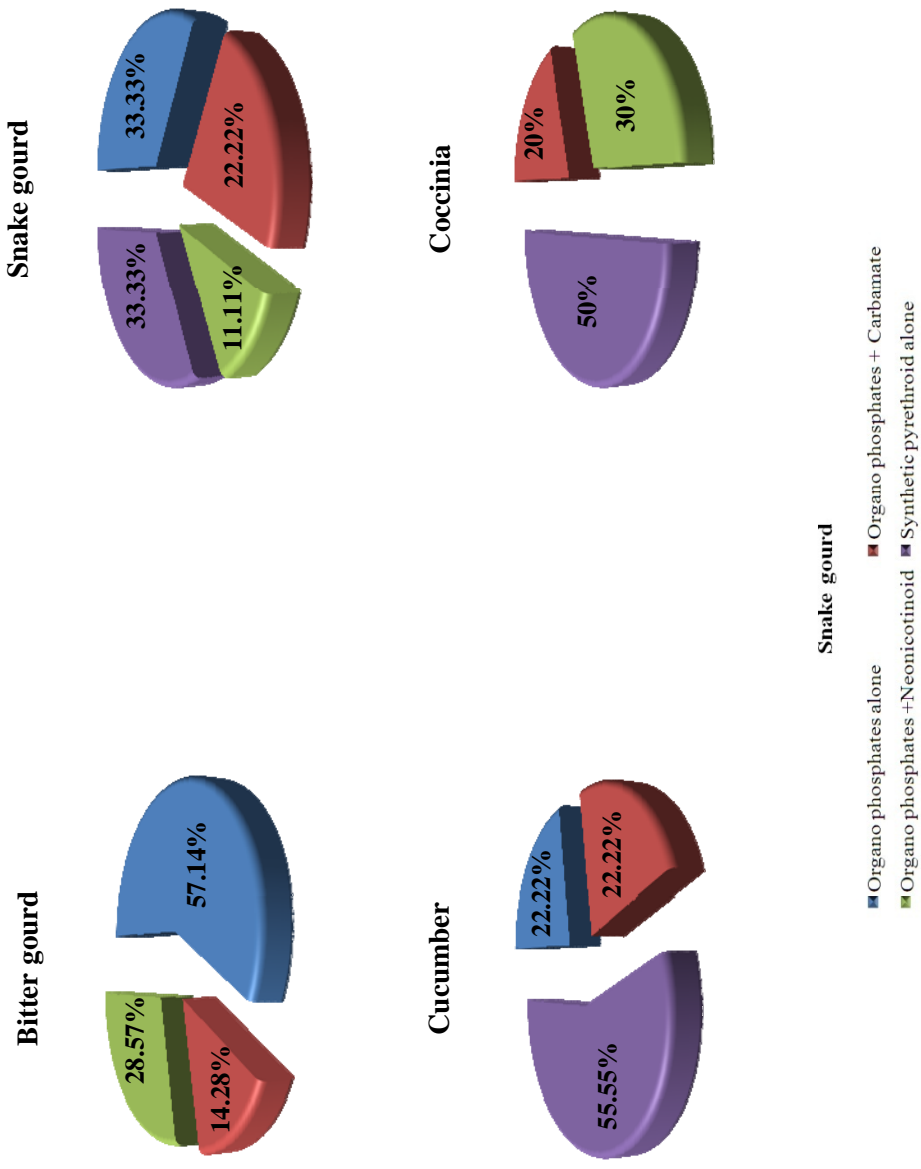 Bitter gourd
28.57%
57.14%
14.28%
Snake gourd
33.33%
33.33%
11.11%
22.22%
Cucumber
22.22%
55.55%
22.22%
Coccinia
20%
50%
30%
Snake gourd
Organo phosphates alone
Organo phosphates + Carbamate
Organo phosphates +Neonicotinoid
Synthetic pyrethroid alone